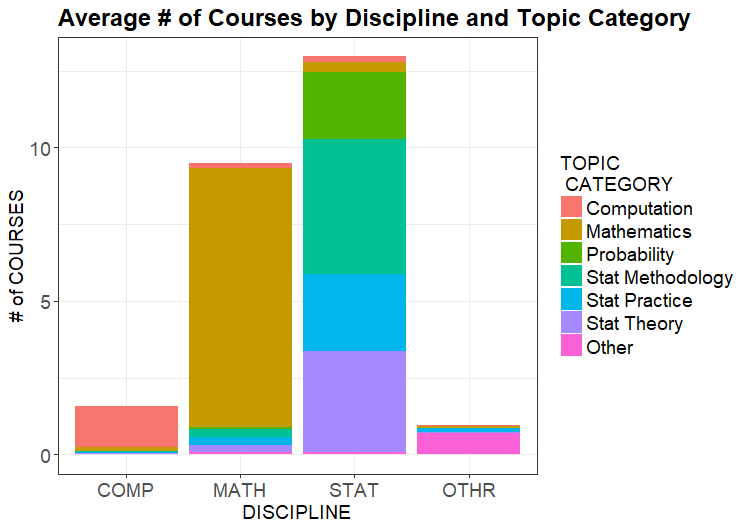 Average # of Courses by Discipline and Topic Category
# of COURSES
10
5
0
COMP MATH STAT OTHR
DISCIPLINE
TOPIC
CATEGORY
Computation
Mathematics
Probability
Stat Methodology
Stat Practice
Stat Theory
Other